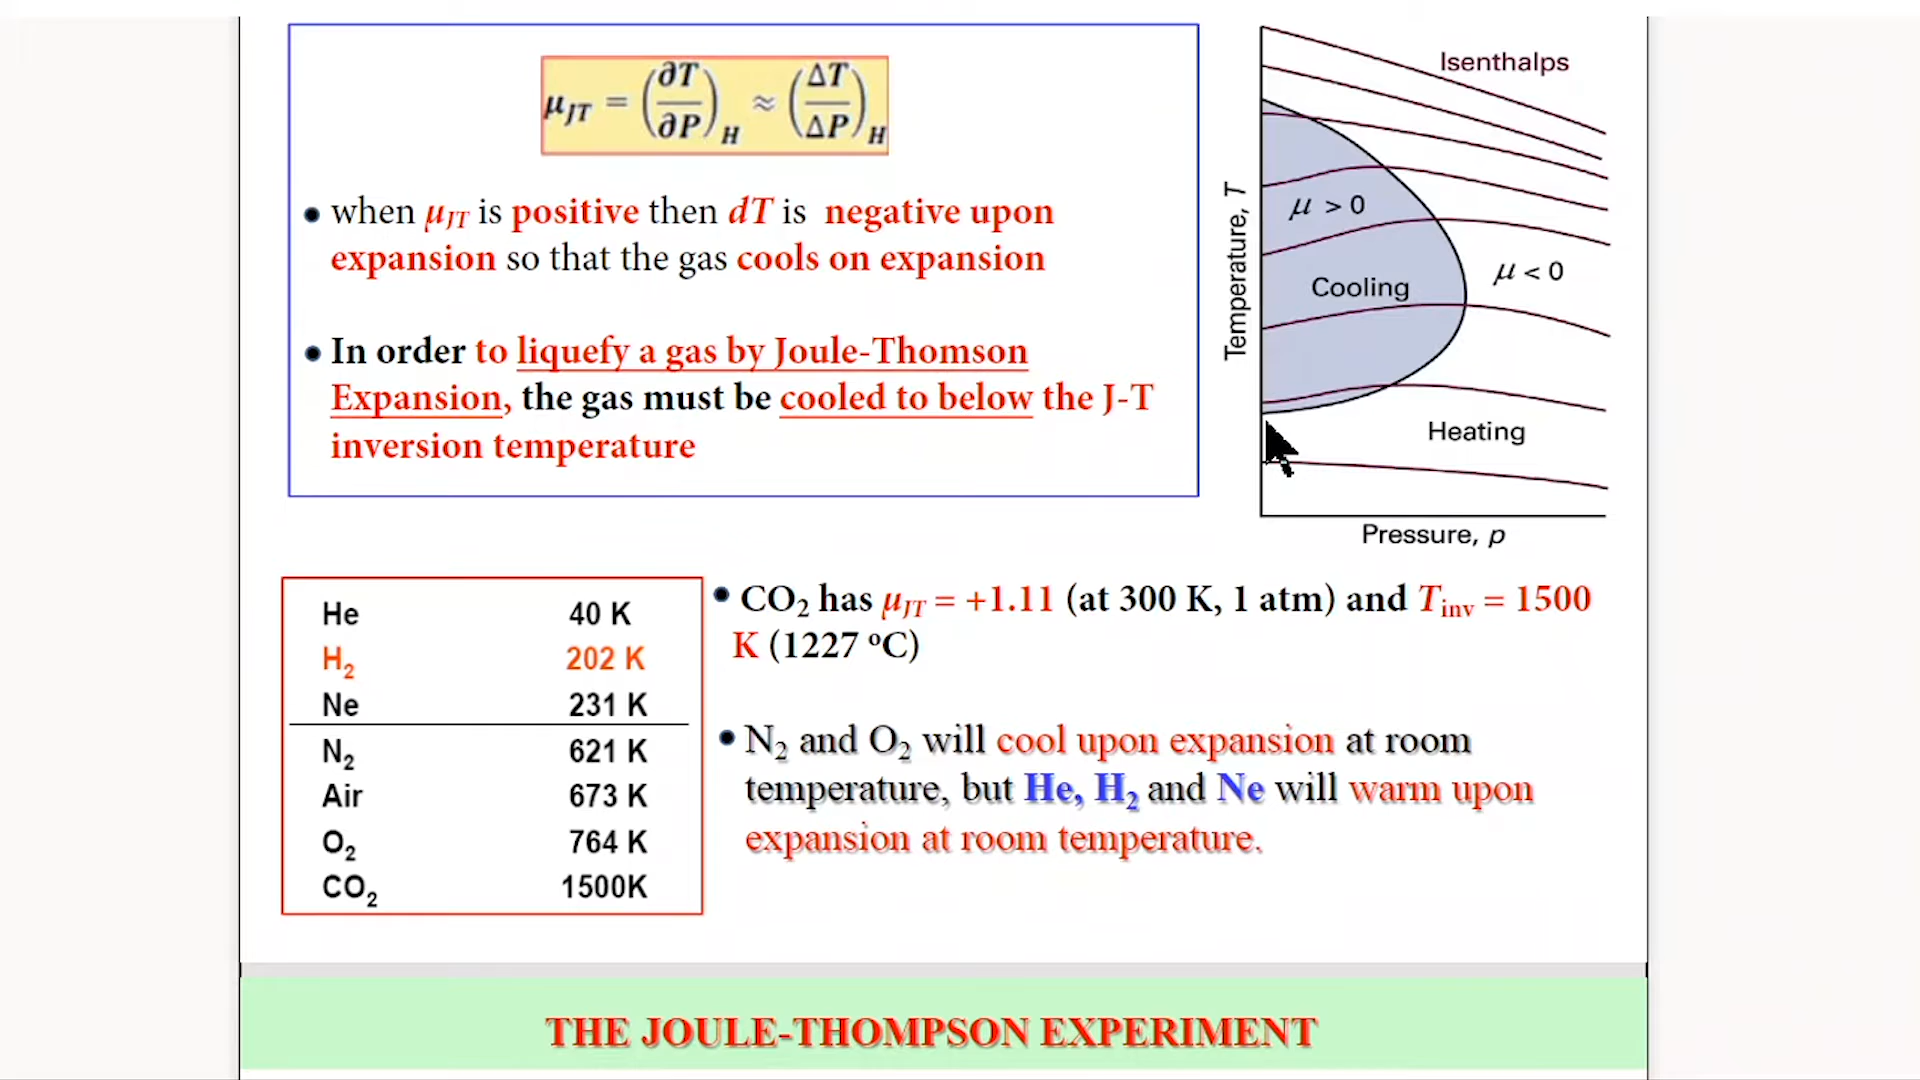 μJT = (∂T/∂P)H ≈ (ΔT/ΔP)H
• when μJT is positive then dT is negative upon
expansion so that the gas cools on expansion
• In order to liquefy a gas by Joule-Thomson
Expansion, the gas must be cooled to below the J-T
inversion temperature
Isenthalps
μ > 0
μ < 0
Cooling
Heating
Temperature, T
Pressure, p
He 40 K
H₂ 202 K
Ne 231 K
N₂ 621 K
Air 673 K
O₂ 764 K
CO₂ 1500K
• CO₂ has μJT = +1.11 (at 300 K, 1 atm) and Tinv = 1500
K (1227 ºC)
• N₂ and O₂ will cool upon expansion at room
temperature, but He, H₂ and Ne will warm upon
expansion at room temperature.
THE JOULE-THOMPSON EXPERIMENT